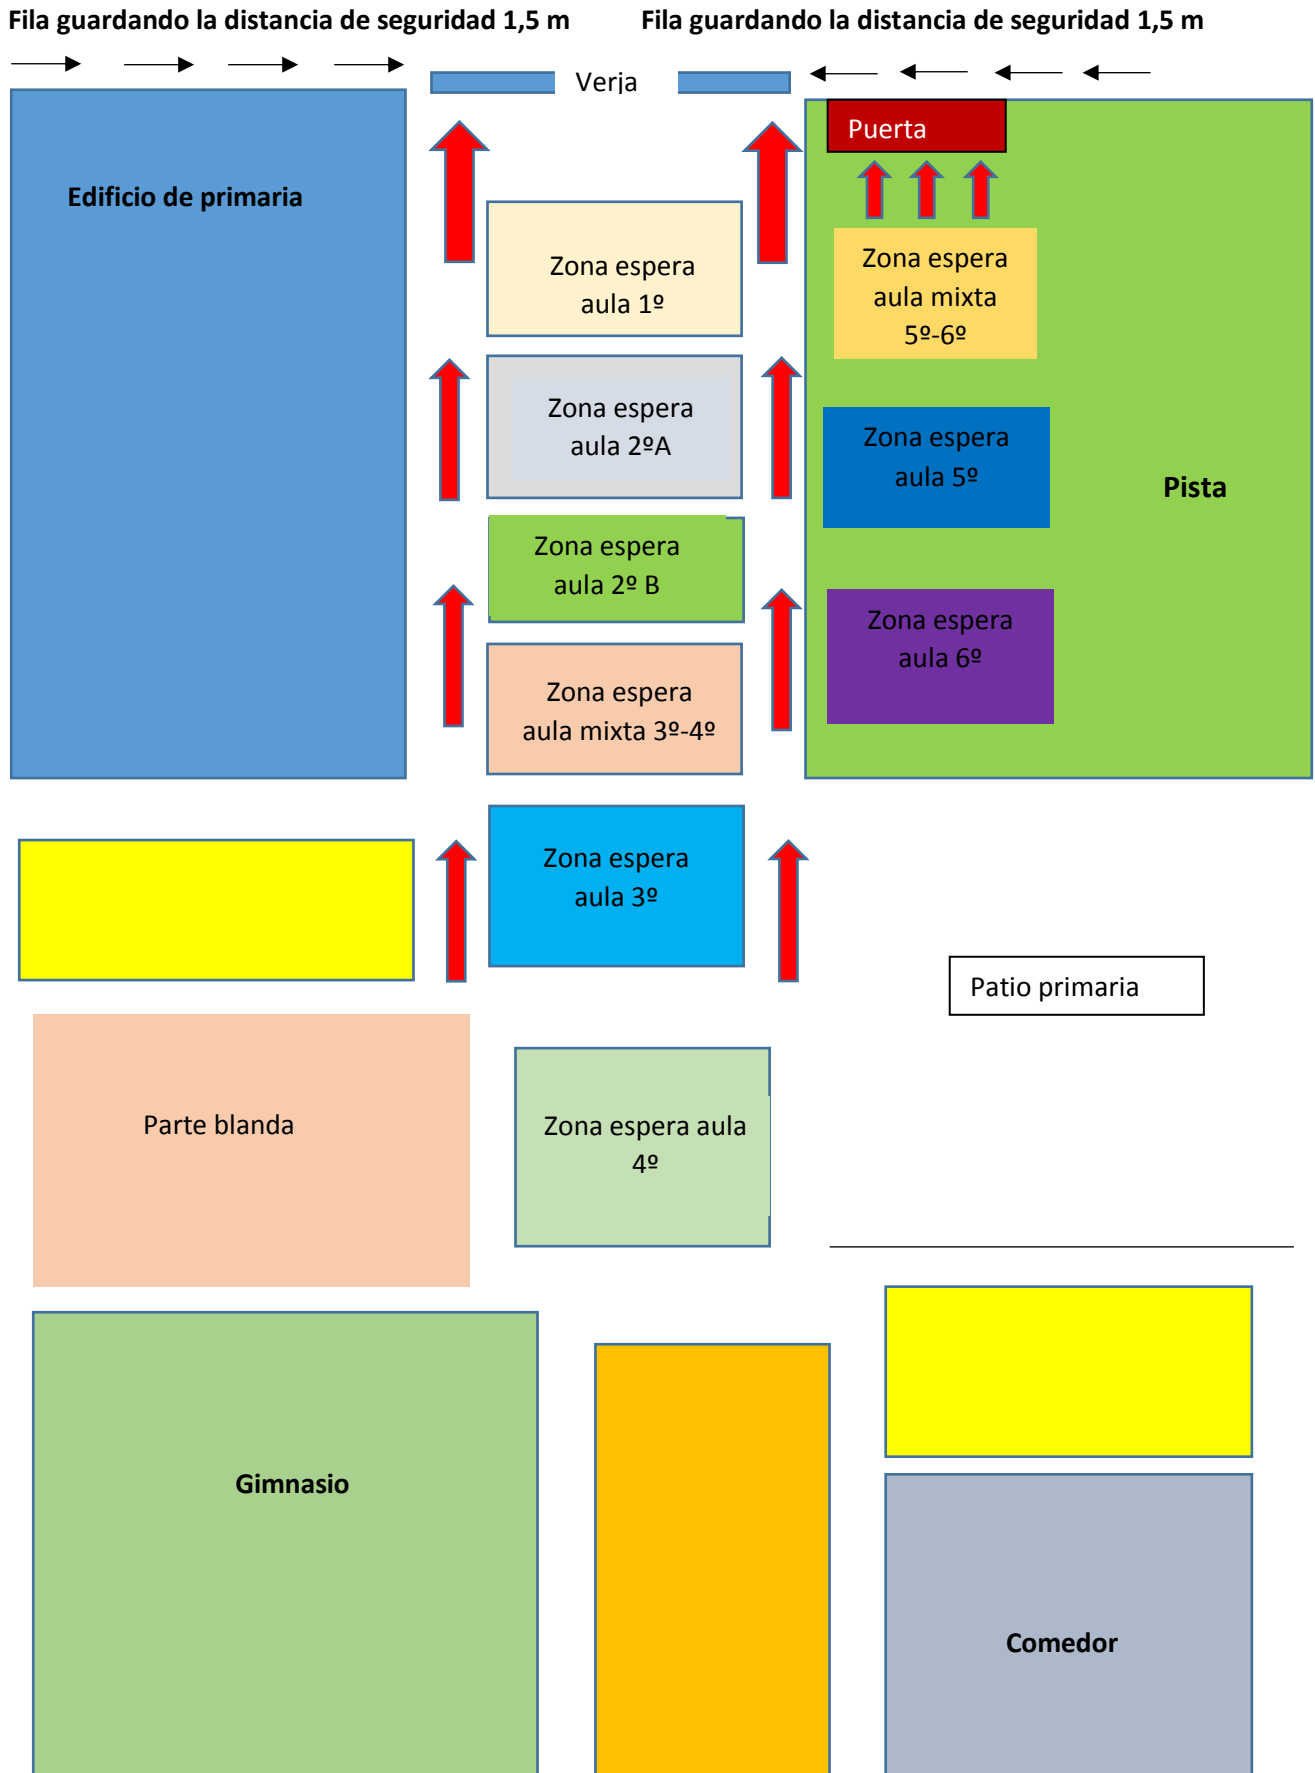 Fila guardando la distancia de seguridad 1,5 m
Fila guardando la distancia de seguridad 1,5 m
Verja
Puerta
Edificio de primaria
Zona espera
aula 1º
Zona espera
aula mixta
5º-6º
Zona espera
aula 2ºA
Zona espera
aula 5º
Pista
Zona espera
aula 2º B
Zona espera
aula 6º
Zona espera
aula mixta 3º-4º
Zona espera
aula 3º
Patio primaria
Parte blanda
Zona espera aula
4º
Gimnasio
Comedor